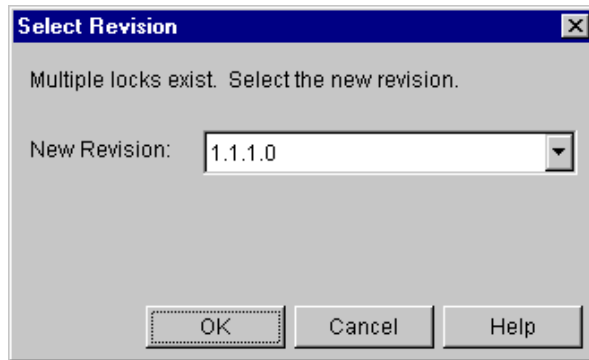 Select Revision
Multiple locks exist. Select the new revision.
New Revision: 1.1.1.0
OK Cancel Help